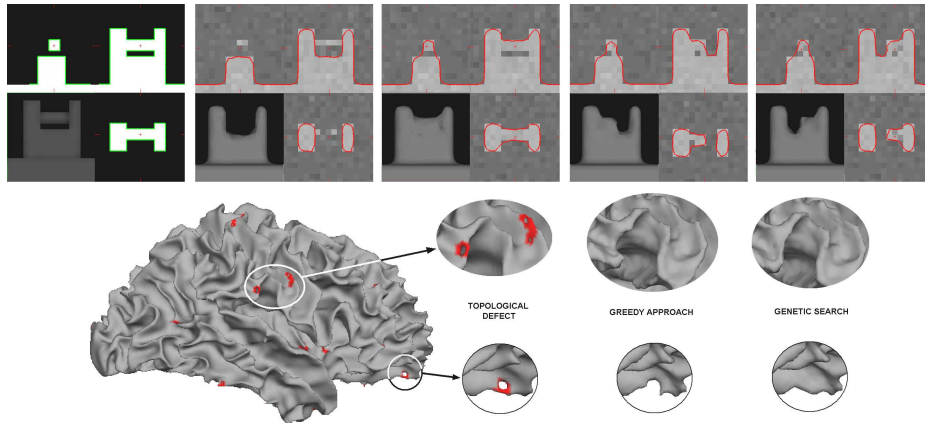 TOPOLOGICAL
DEFECT
GREEDY APPROACH
GENETIC SEARCH